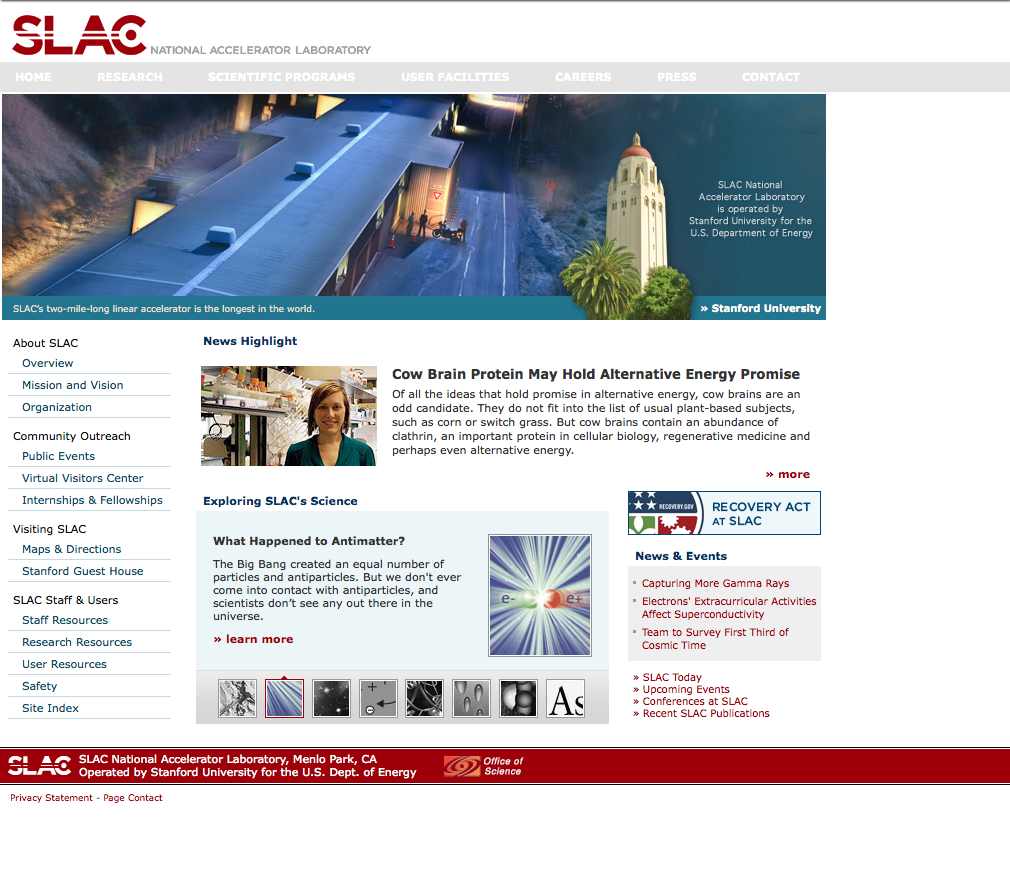 SLAC NATIONAL ACCELERATOR LABORATORY
HOME RESEARCH SCIENTIFIC PROGRAMS USER FACILITIES CAREERS PRESS CONTACT
SLAC National
Accelerator Laboratory
is operated by
Stanford University for the
U.S. Department of Energy
SLAC's two-mile-long linear accelerator is the longest in the world.
» Stanford University
About SLAC
Overview
Mission and Vision
Organization
Community Outreach
Public Events
Virtual Visitors Center
Internships & Fellowships
Visiting SLAC
Maps & Directions
Stanford Guest House
SLAC Staff & Users
Staff Resources
Research Resources
User Resources
Safety
Site Index
News Highlight
Cow Brain Protein May Hold Alternative Energy Promise
Of all the ideas that hold promise in alternative energy, cow brains are an
odd candidate. They do not fit into the list of usual plant-based subjects,
such as corn or switch grass. But cow brains contain an abundance of
clathrin, an important protein in cellular biology, regenerative medicine and
perhaps even alternative energy.
» more
Exploring SLAC's Science
What Happened to Antimatter?
The Big Bang created an equal number of
particles and antiparticles. But we don't ever
come into contact with antiparticles, and
scientists don't see any out there in the
universe.
» learn more
e- e+
As
RECOVERY.GOV
RECOVERY ACT
AT SLAC
News & Events
Capturing More Gamma Rays
Electrons' Extracurricular Activities
Affect Superconductivity
Team to Survey First Third of
Cosmic Time
» SLAC Today
» Upcoming Events
» Conferences at SLAC
» Recent SLAC Publications
SLAC
SLAC National Accelerator Laboratory, Menlo Park, CA
Operated by Stanford University for the U.S. Dept. of Energy
Office of
Science
Privacy Statement - Page Contact